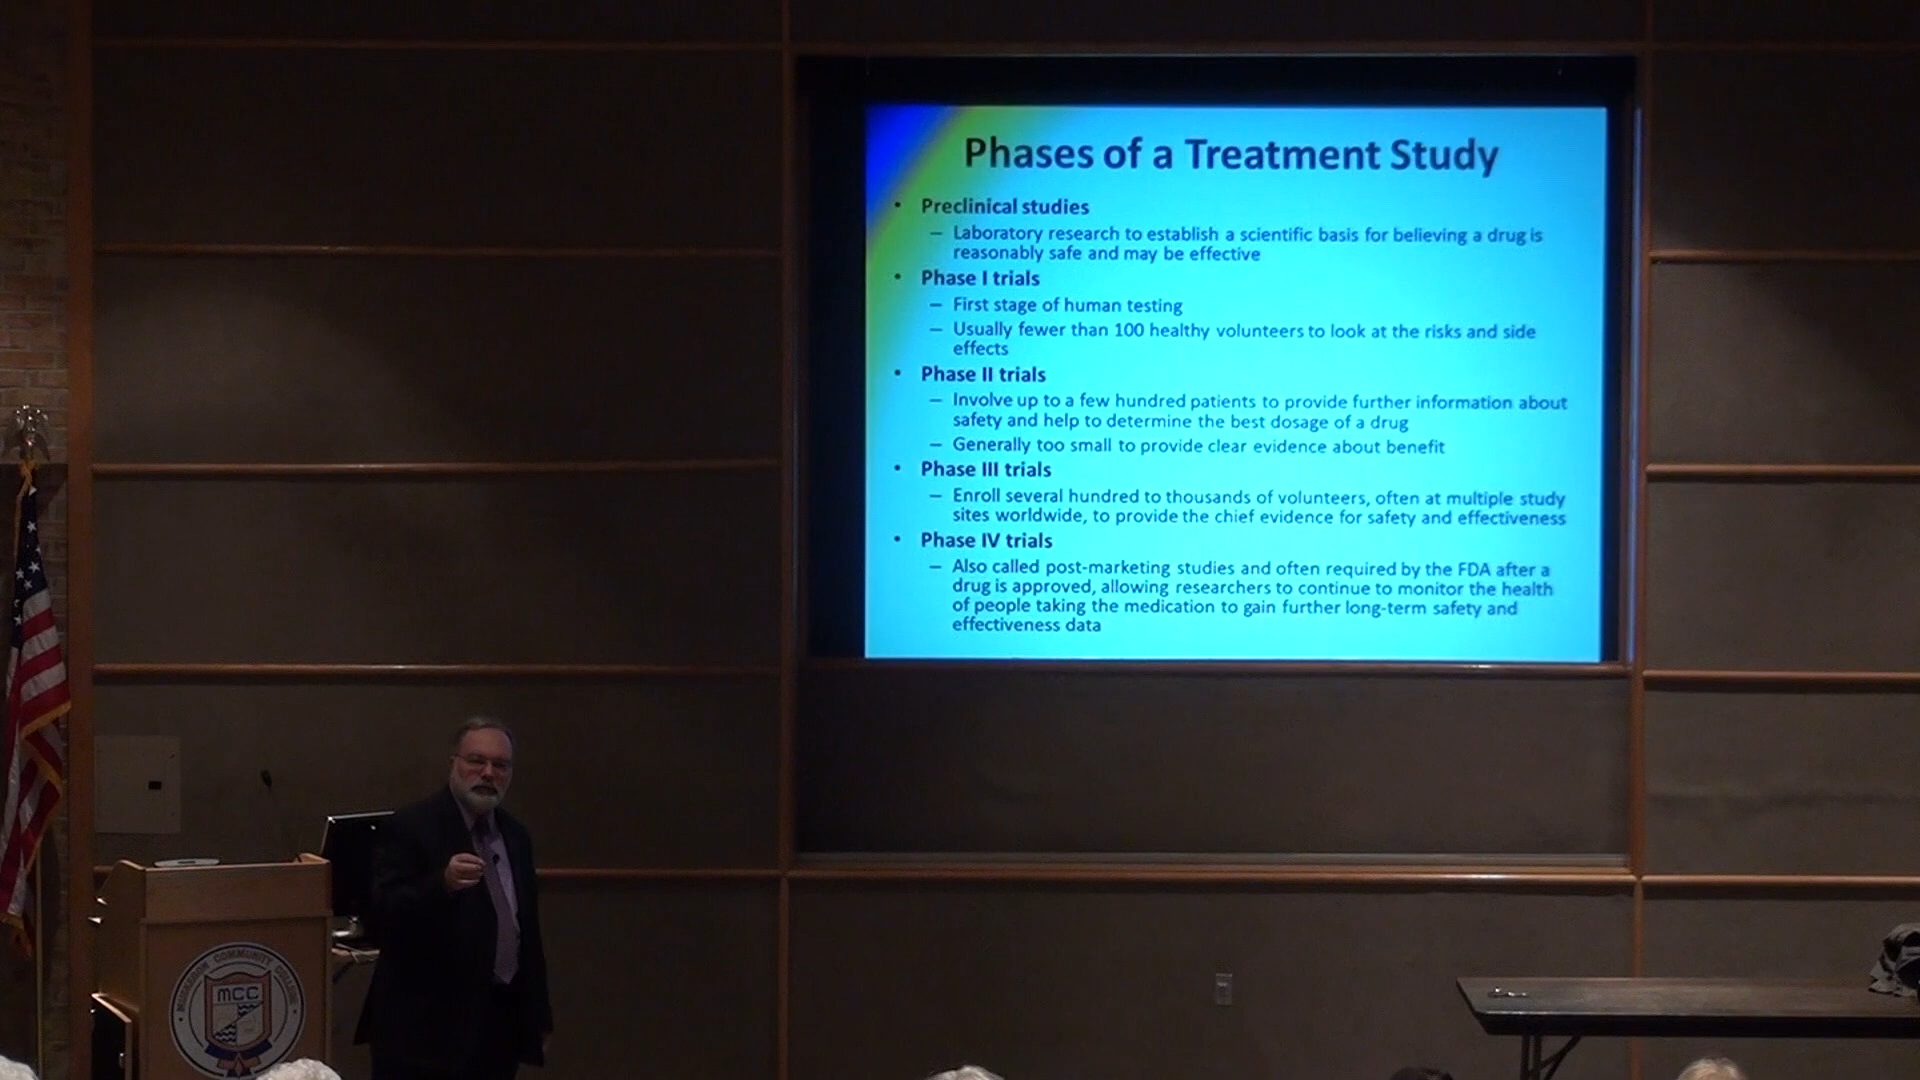 Phases of a Treatment Study
• Preclinical studies
– Laboratory research to establish a scientific basis for believing a drug is
reasonably safe and may be effective
• Phase I trials
– First stage of human testing
– Usually fewer than 100 healthy volunteers to look at the risks and side
effects
• Phase II trials
– Involve up to a few hundred patients to provide further information about
safety and help to determine the best dosage of a drug
– Generally too small to provide clear evidence about benefit
• Phase III trials
– Enroll several hundred to thousands of volunteers, often at multiple study
sites worldwide, to provide the chief evidence for safety and effectiveness
• Phase IV trials
– Also called post-marketing studies and often required by the FDA after a
drug is approved, allowing researchers to continue to monitor the health
of people taking the medication to gain further long-term safety and
effectiveness data
MUSKEGON COMMUNITY COLLEGE
MCC